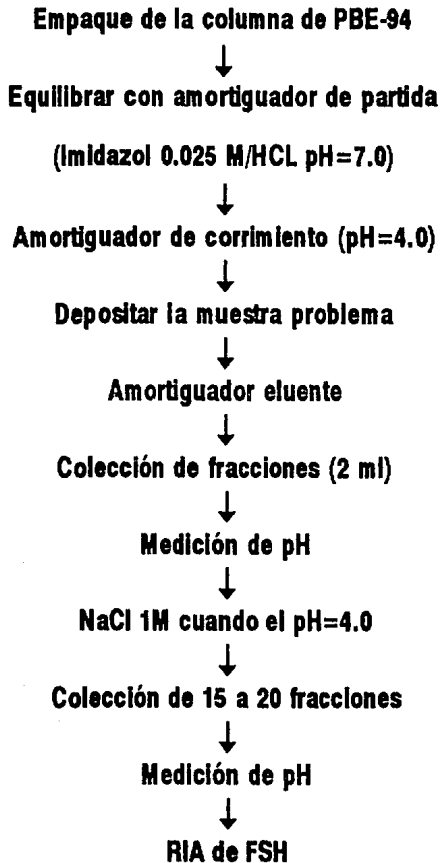 Empaque de la columna de PBE-94
↓
Equilibrar con amortiguador de partida
(Imidazol 0.025 M/HCL pH=7.0)
↓
Amortiguador de corrimiento (pH=4.0)
↓
Depositar la muestra problema
↓
Amortiguador eluente
↓
Colección de fracciones (2 ml)
↓
Medición de pH
↓
NaCl 1M cuando el pH=4.0
↓
Colección de 15 a 20 fracciones
↓
Medición de pH
↓
RIA de FSH